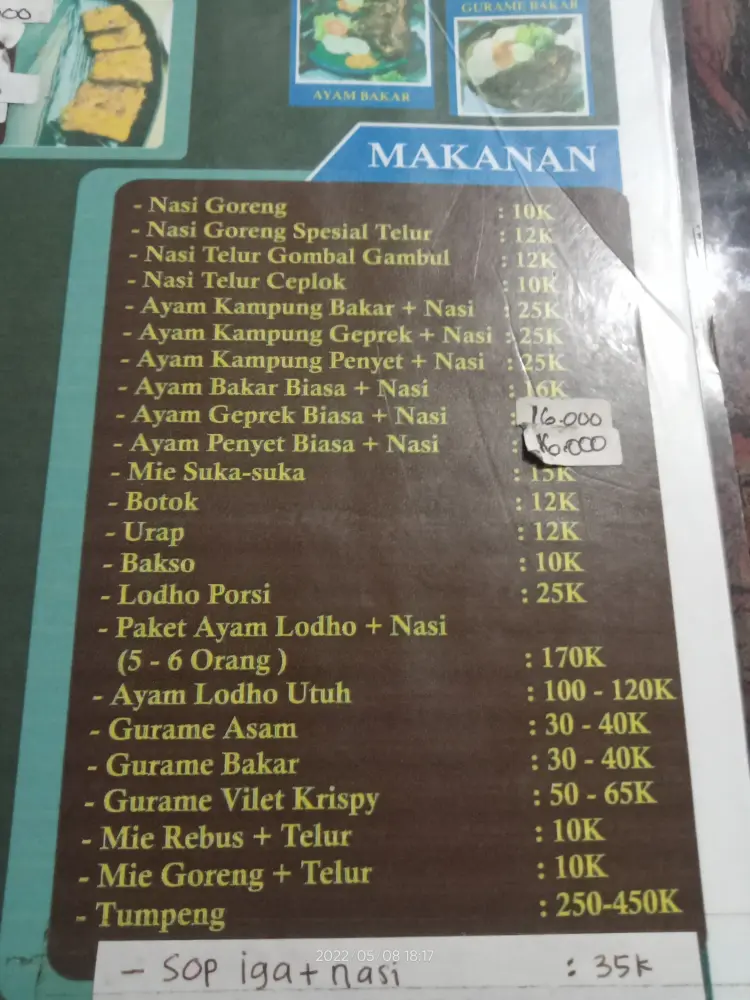 GURAME BAKAR
AYAM BAKAR
MAKANAN
- Nasi Goreng : 10K
- Nasi Goreng Spesial Telur : 12K
- Nasi Telur Gombal Gambul : 12K
- Nasi Telur Ceplok : 10K
- Ayam Kampung Bakar + Nasi : 25K
- Ayam Kampung Geprek + Nasi : 25K
- Ayam Kampung Penyet + Nasi : 25K
- Ayam Bakar Biasa + Nasi : 16K
- Ayam Geprek Biasa + Nasi : 16.000
- Ayam Penyet Biasa + Nasi : 16.000
- Mie Suka-suka : 15K
- Botok : 12K
- Urap : 12K
- Bakso : 10K
- Lodho Porsi : 25K
- Paket Ayam Lodho + Nasi
(5 - 6 Orang ) : 170K
- Ayam Lodho Utuh : 100 - 120K
- Gurame Asam : 30 - 40K
- Gurame Bakar : 30 - 40K
- Gurame Vilet Krispy : 50 - 65K
- Mie Rebus + Telur : 10K
- Mie Goreng + Telur : 10K
- Tumpeng : 250-450K
2022 05 08 18:17
- SOP iga + nasi : 35k